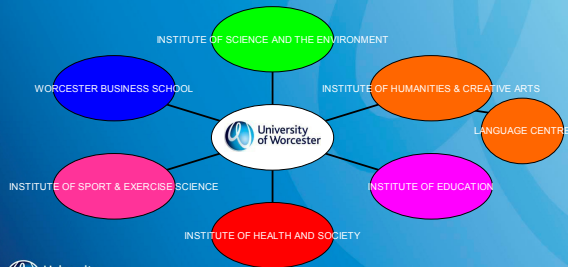 INSTITUTE OF SCIENCE AND THE ENVIRONMENT
WORCESTER BUSINESS SCHOOL
INSTITUTE OF HUMANITIES & CREATIVE ARTS
University
of Worcester
LANGUAGE CENTRE
INSTITUTE OF SPORT & EXERCISE SCIENCE
INSTITUTE OF EDUCATION
INSTITUTE OF HEALTH AND SOCIETY
University